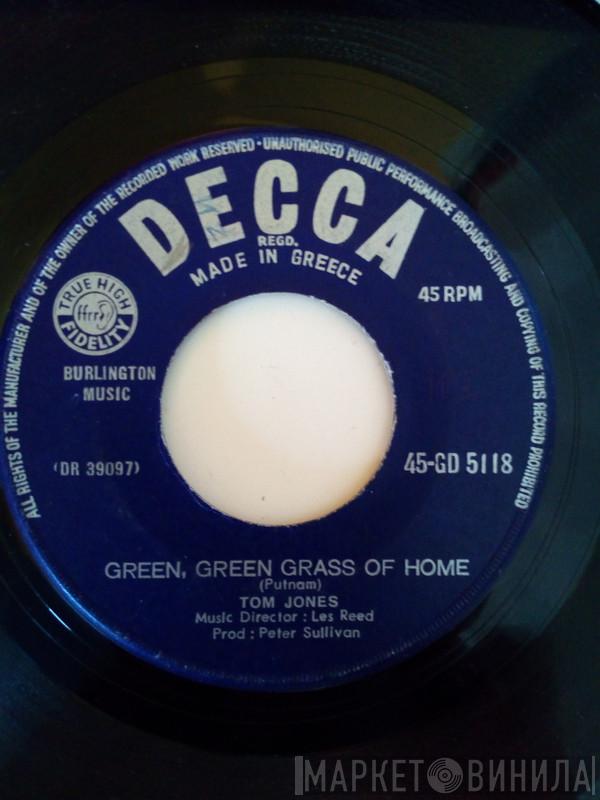 ALL RIGHTS OF THE MANUFACTURER AND OF THE OWNER OF THE RECORDED WORK RESERVED · UNAUTHORISED PUBLIC PERFORMANCE BROADCASTING AND COPYING OF THIS RECORD PROHIBITED
DECCA
REGD.
MADE IN GREECE
45 RPM
TRUE HIGH
ffrr
FIDELITY
BURLINGTON
MUSIC
(DR 39097)
45-GD 5118
GREEN, GREEN GRASS OF HOME
(Putnam)
TOM JONES
Music Director : Les Reed
Prod : Peter Sullivan
МАРКЕТ ВИНИЛА